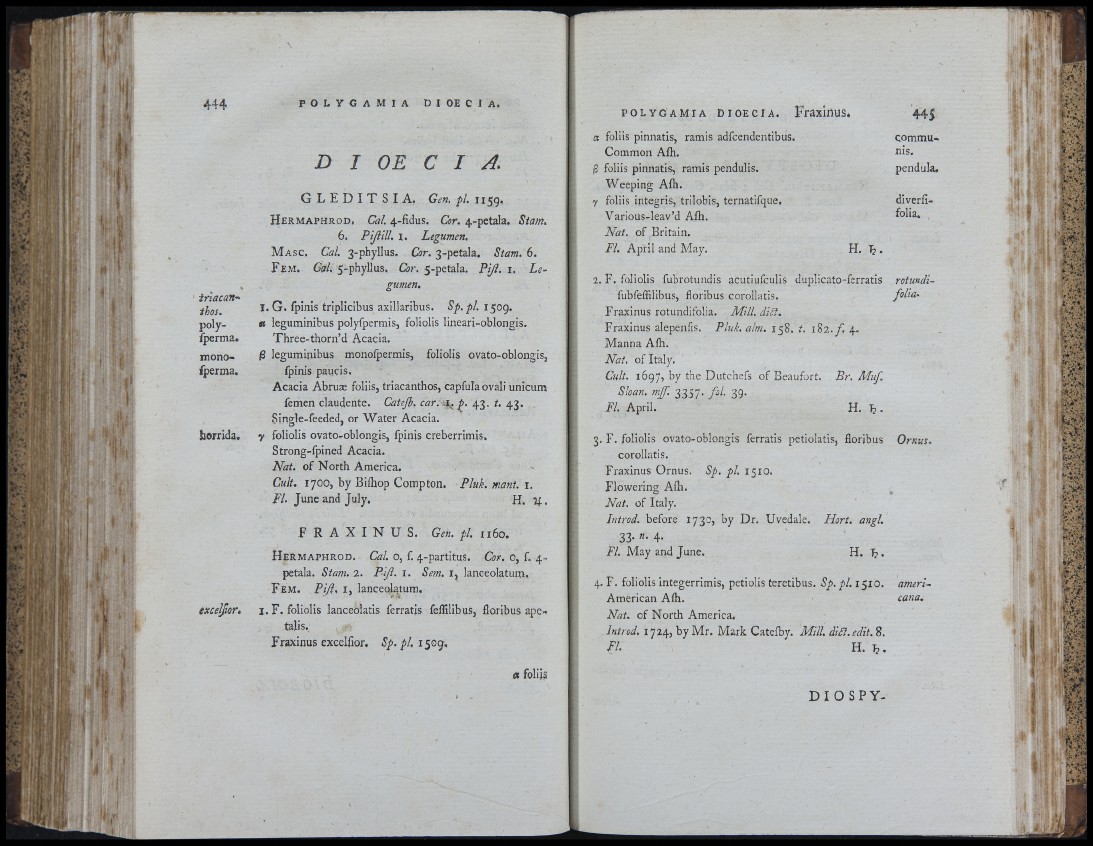 444 POLYGAMIA DIOECIA.
DIOECIA.
GLEDITSIA. Gen. pl. 1159.
HERMAPHROD. Cal. 4-fidus. Cor. 4-petala. Stam.
6. Piſtill. 1. Legumen.
MASC. Cal. 3-phyllus. Cor. 3-petala. Stam. 6.
FEM. Cal. 5-phyllus. Cor. 5-petala. Piſt. 1. Le-
gumen.
triacan-
thos. 1. G. ſpinis triplicibus axillaribus. Sp. pl. 1509.
poly- α leguminibus polyſpermis, foliolis lineari-oblongis.
ſperma. Three-thorn'd Acacia.
mono- β leguminibus monoſpermis, foliolis ovato-oblongis,
ſperma. ſpinis paucis.
Acacia Abruæ foliis, triacanthos, capſula ovali unicum
ſemen claudente. Cateſb. car. 1. p. 43. t. 43.
Single-ſeeded, or Water Acacia.
horrida. γ foliolis ovato-oblongis, ſpinis creberrimis.
Strong-ſpined Acacia.
Nat. of North America.
Cult. 1700, by Biſhop Compton. Pluk. mant. 1.
Fl. June and July. H. ♃.
FRAXINUS. Gen. pl. 1160.
HERMAPHROD. Cal. 0, ſ. 4-partitus. Cor. 0, ſ. 4-
petala. Stam. 2. Piſt. 1. Sem. 1, lanceolatum.
FEM. Piſt. 1, lanceolatum.
excelſior. 1. F. foliolis lanceolatis ſerratis ſeſſilibus, floribus ape-
talis.
Fraxinus excelſior. Sp. pl. 1509.
α foliis
POLYGAMIA DIOECIA. Fraxinus. 445
α foliis pinnatis, ramis adſcendentibus. commu-
Common Aſh. nis.
β foliis pinnatis, ramis pendulis. pendula.
Weeping Aſh.
γ foliis integris, trilobis, ternatiſque. diverſi-
Various-leav'd Aſh. folia.
Nat. of Britain.
Fl. April and May. H. ♄.
2. F. foliolis ſubrotundis acutiuſculis duplicato-ſerratis rotundi-
ſubſeſſilibus, floribus corollatis. folia.
Fraxinus rotundifolia. Mill. dict.
Fraxinus alepenſis. Pluk. alm. 158. t. 182. f. 4.
Manna Aſh.
Nat. of Italy.
Cult. 1697, by the Dutcheſs of Beaufort. Br. Muſ.
Sloan. mſſ. 3357. fol. 39.
Fl. April. H. ♄.
3. F. foliolis ovato-oblongis ſerratis petiolatis, floribus Ornus.
corollatis.
Fraxinus Ornus. Sp. pl. 1510.
Flowering Aſh.
Nat. of Italy.
Introd. before 1730, by Dr. Uvedale. Hort. angl.
33. n. 4.
Fl. May and June. H. ♄.
4. F. foliolis integerrimis, petiolis teretibus. Sp. pl. 1510. ameri-
American Aſh. cana.
Nat. of North America.
Introd. 1724, by Mr. Mark Cateſby. Mill. dict. edit. 8.
Fl. H. ♄.
DIOSPY-